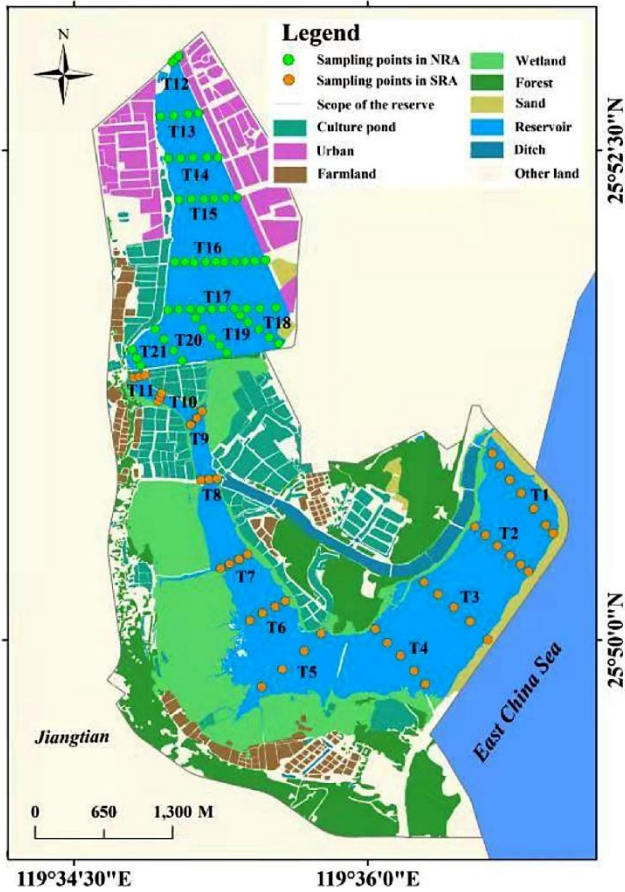 N
Legend
Sampling points in NRA
Sampling points in SRA
Scope of the reserve
Culture pond
Urban
Farmland
Wetland
Forest
Sand
Reservoir
Ditch
Other land
25°52'30"N
25°50'0"N
T12
T13
T14
T15
T16
T17
T18
T19
T20
T21
T11
T10
T9
T8
T7
T6
T5
T4
T3
T2
T1
East China Sea
Jiangtian
0 650 1,300 M
119°34'30"E
119°36'0"E